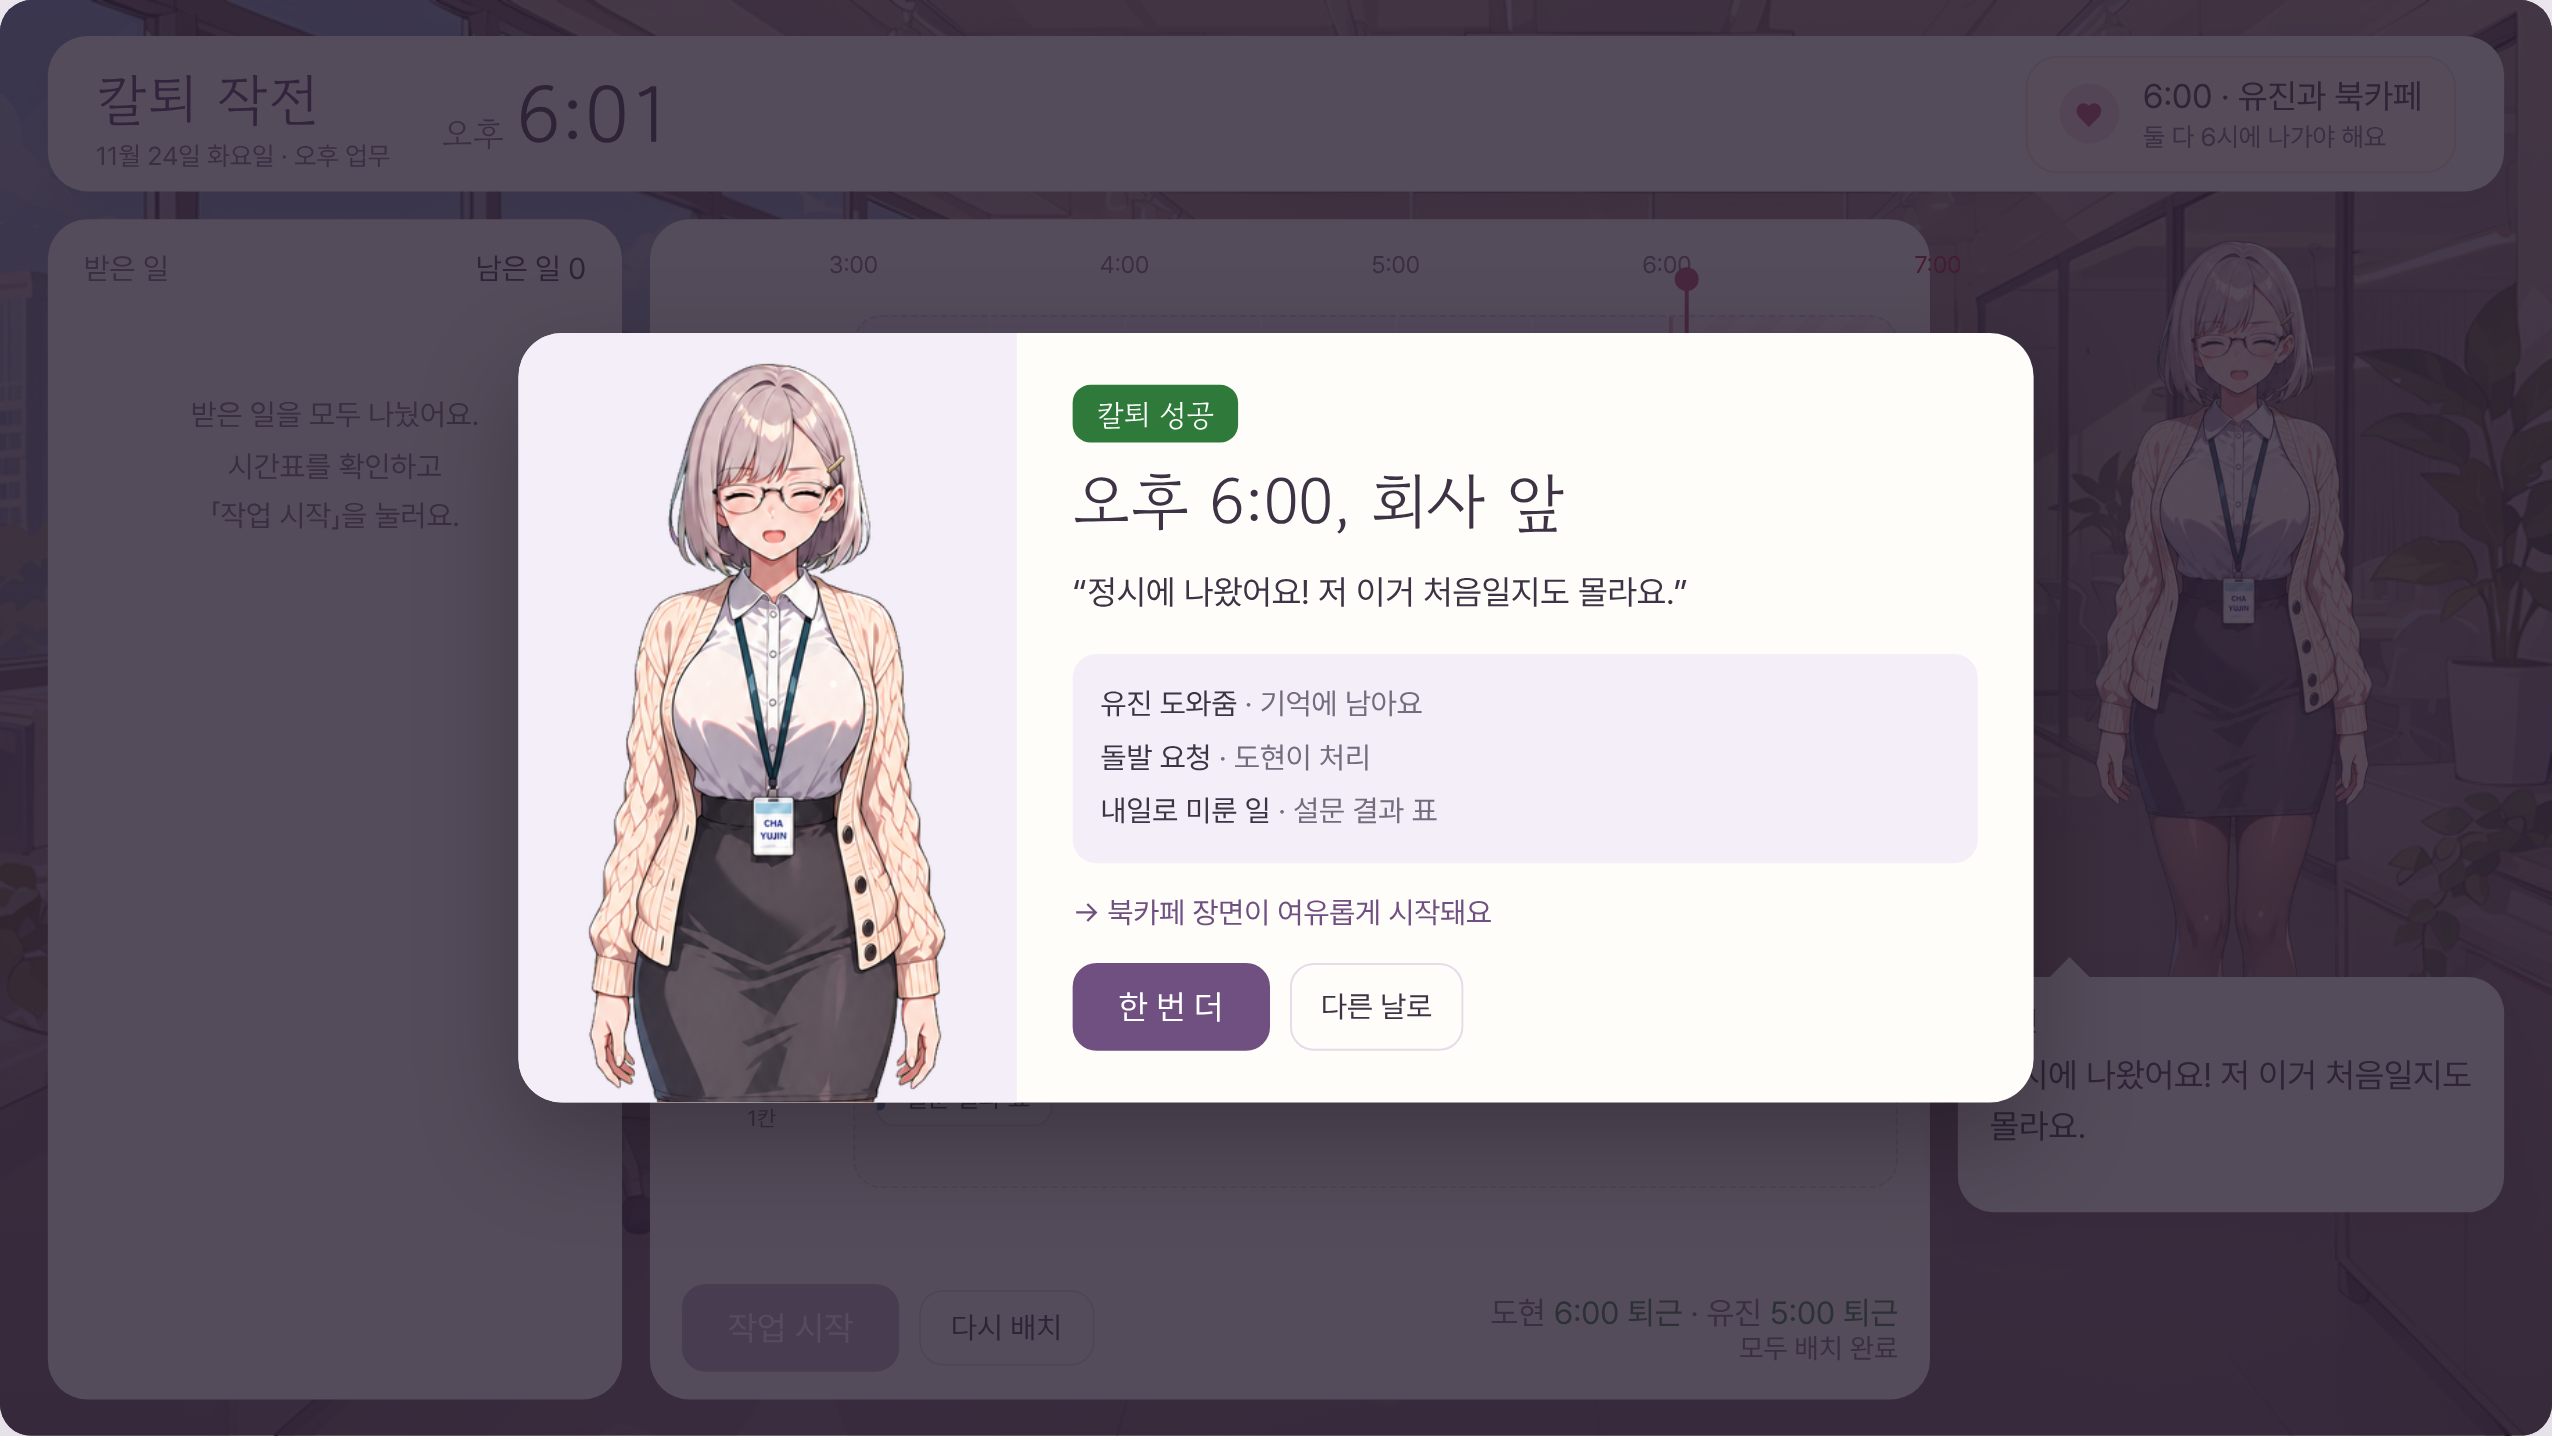 칼퇴 작전
11월 24일 화요일 · 오후 업무
오후 6:01
6:00 · 유진과 북카페
둘 다 6시에 나가야 해요
받은 일
남은 일 0
받은 일을 모두 나눴어요.
시간표를 확인하고
「작업 시작」을 눌러요.
3:00 4:00 5:00 6:00 7:00
칼퇴 성공
오후 6:00, 회사 앞
“정시에 나왔어요! 저 이거 처음일지도 몰라요.”
유진 도와줌 · 기억에 남아요
돌발 요청 · 도현이 처리
내일로 미룬 일 · 설문 결과 표
→ 북카페 장면이 여유롭게 시작돼요
한 번 더
다른 날로
CHA
YUJIN
CHA
YUJIN
1칸
시에 나왔어요! 저 이거 처음일지도
몰라요.
작업 시작
다시 배치
도현 6:00 퇴근 · 유진 5:00 퇴근
모두 배치 완료